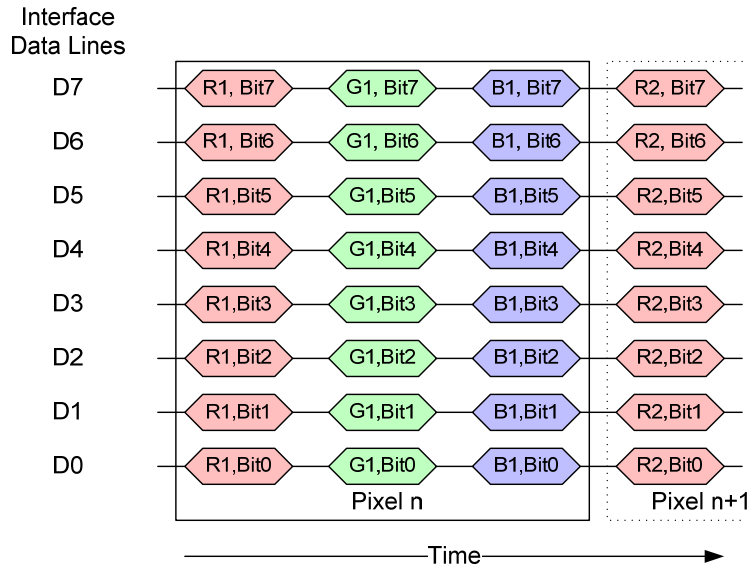 Interface
Data Lines
D7 R1, Bit7 G1, Bit7 B1, Bit7 R2, Bit7
D6 R1, Bit6 G1, Bit6 B1, Bit6 R2, Bit6
D5 R1,Bit5 G1,Bit5 B1,Bit5 R2,Bit5
D4 R1,Bit4 G1,Bit4 B1,Bit4 R2,Bit4
D3 R1,Bit3 G1,Bit3 B1,Bit3 R2,Bit3
D2 R1,Bit2 G1,Bit2 B1,Bit2 R2,Bit2
D1 R1,Bit1 G1,Bit1 B1,Bit1 R2,Bit1
D0 R1,Bit0 G1,Bit0 B1,Bit0 R2,Bit0
Pixel n Pixel n+1
Time